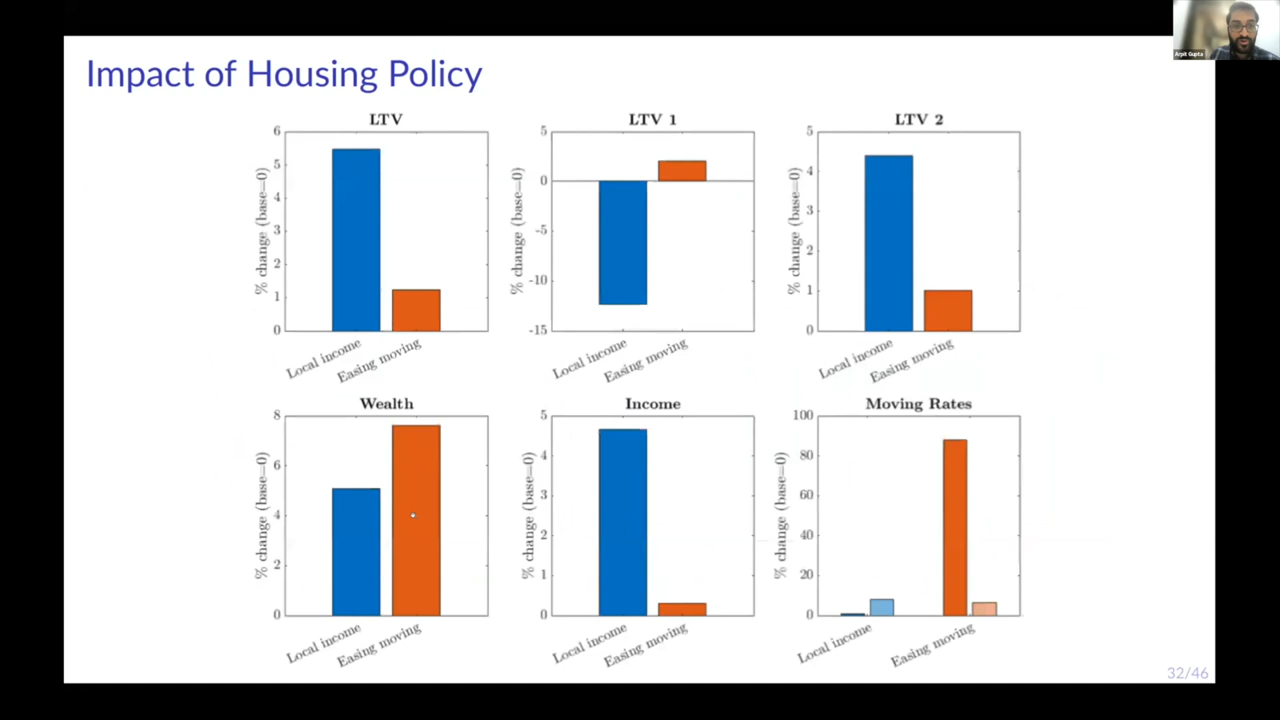 Arpit Gupta
Impact of Housing Policy
LTV
6
5
4
3
2
1
0
% change (base=0)
Local income
Easing moving
LTV 1
5
0
-5
-10
-15
% change (base=0)
Local income
Easing moving
LTV 2
5
4
3
2
1
0
% change (base=0)
Local income
Easing moving
Wealth
8
6
4
2
0
% change (base=0)
Local income
Easing moving
Income
5
4
3
2
1
0
% change (base=0)
Local income
Easing moving
Moving Rates
100
80
60
40
20
0
% change (base=0)
Local income
Easing moving
32/46